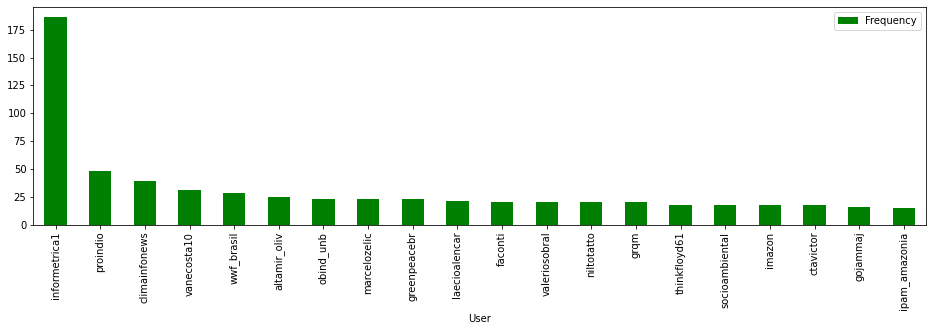 Frequency
175
150
125
100
75
50
25
0
informetrica1
proindio
climainfonews
vanecosta10
wwf_brasil
altamir_oliv
obind_unb
marcelozelic
greenpeacebr
laecioalencar
faconti
valeriosobral
niltotatto
grqm
thinkfloyd61
socioambiental
imazon
ctavictor
gojammaj
ipam_amazonia
User